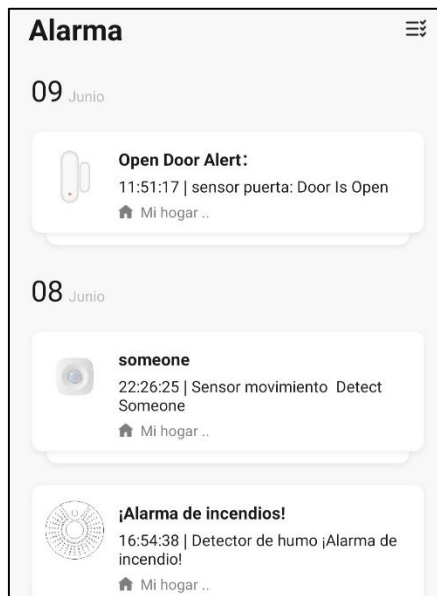 Alarma
09 Junio
Open Door Alert:
11:51:17 | sensor puerta: Door Is Open
Mi hogar ..
08 Junio
someone
22:26:25 | Sensor movimiento  Detect
Someone
Mi hogar ..
¡Alarma de incendios!
16:54:38 | Detector de humo ¡Alarma de
incendio!
Mi hogar ..